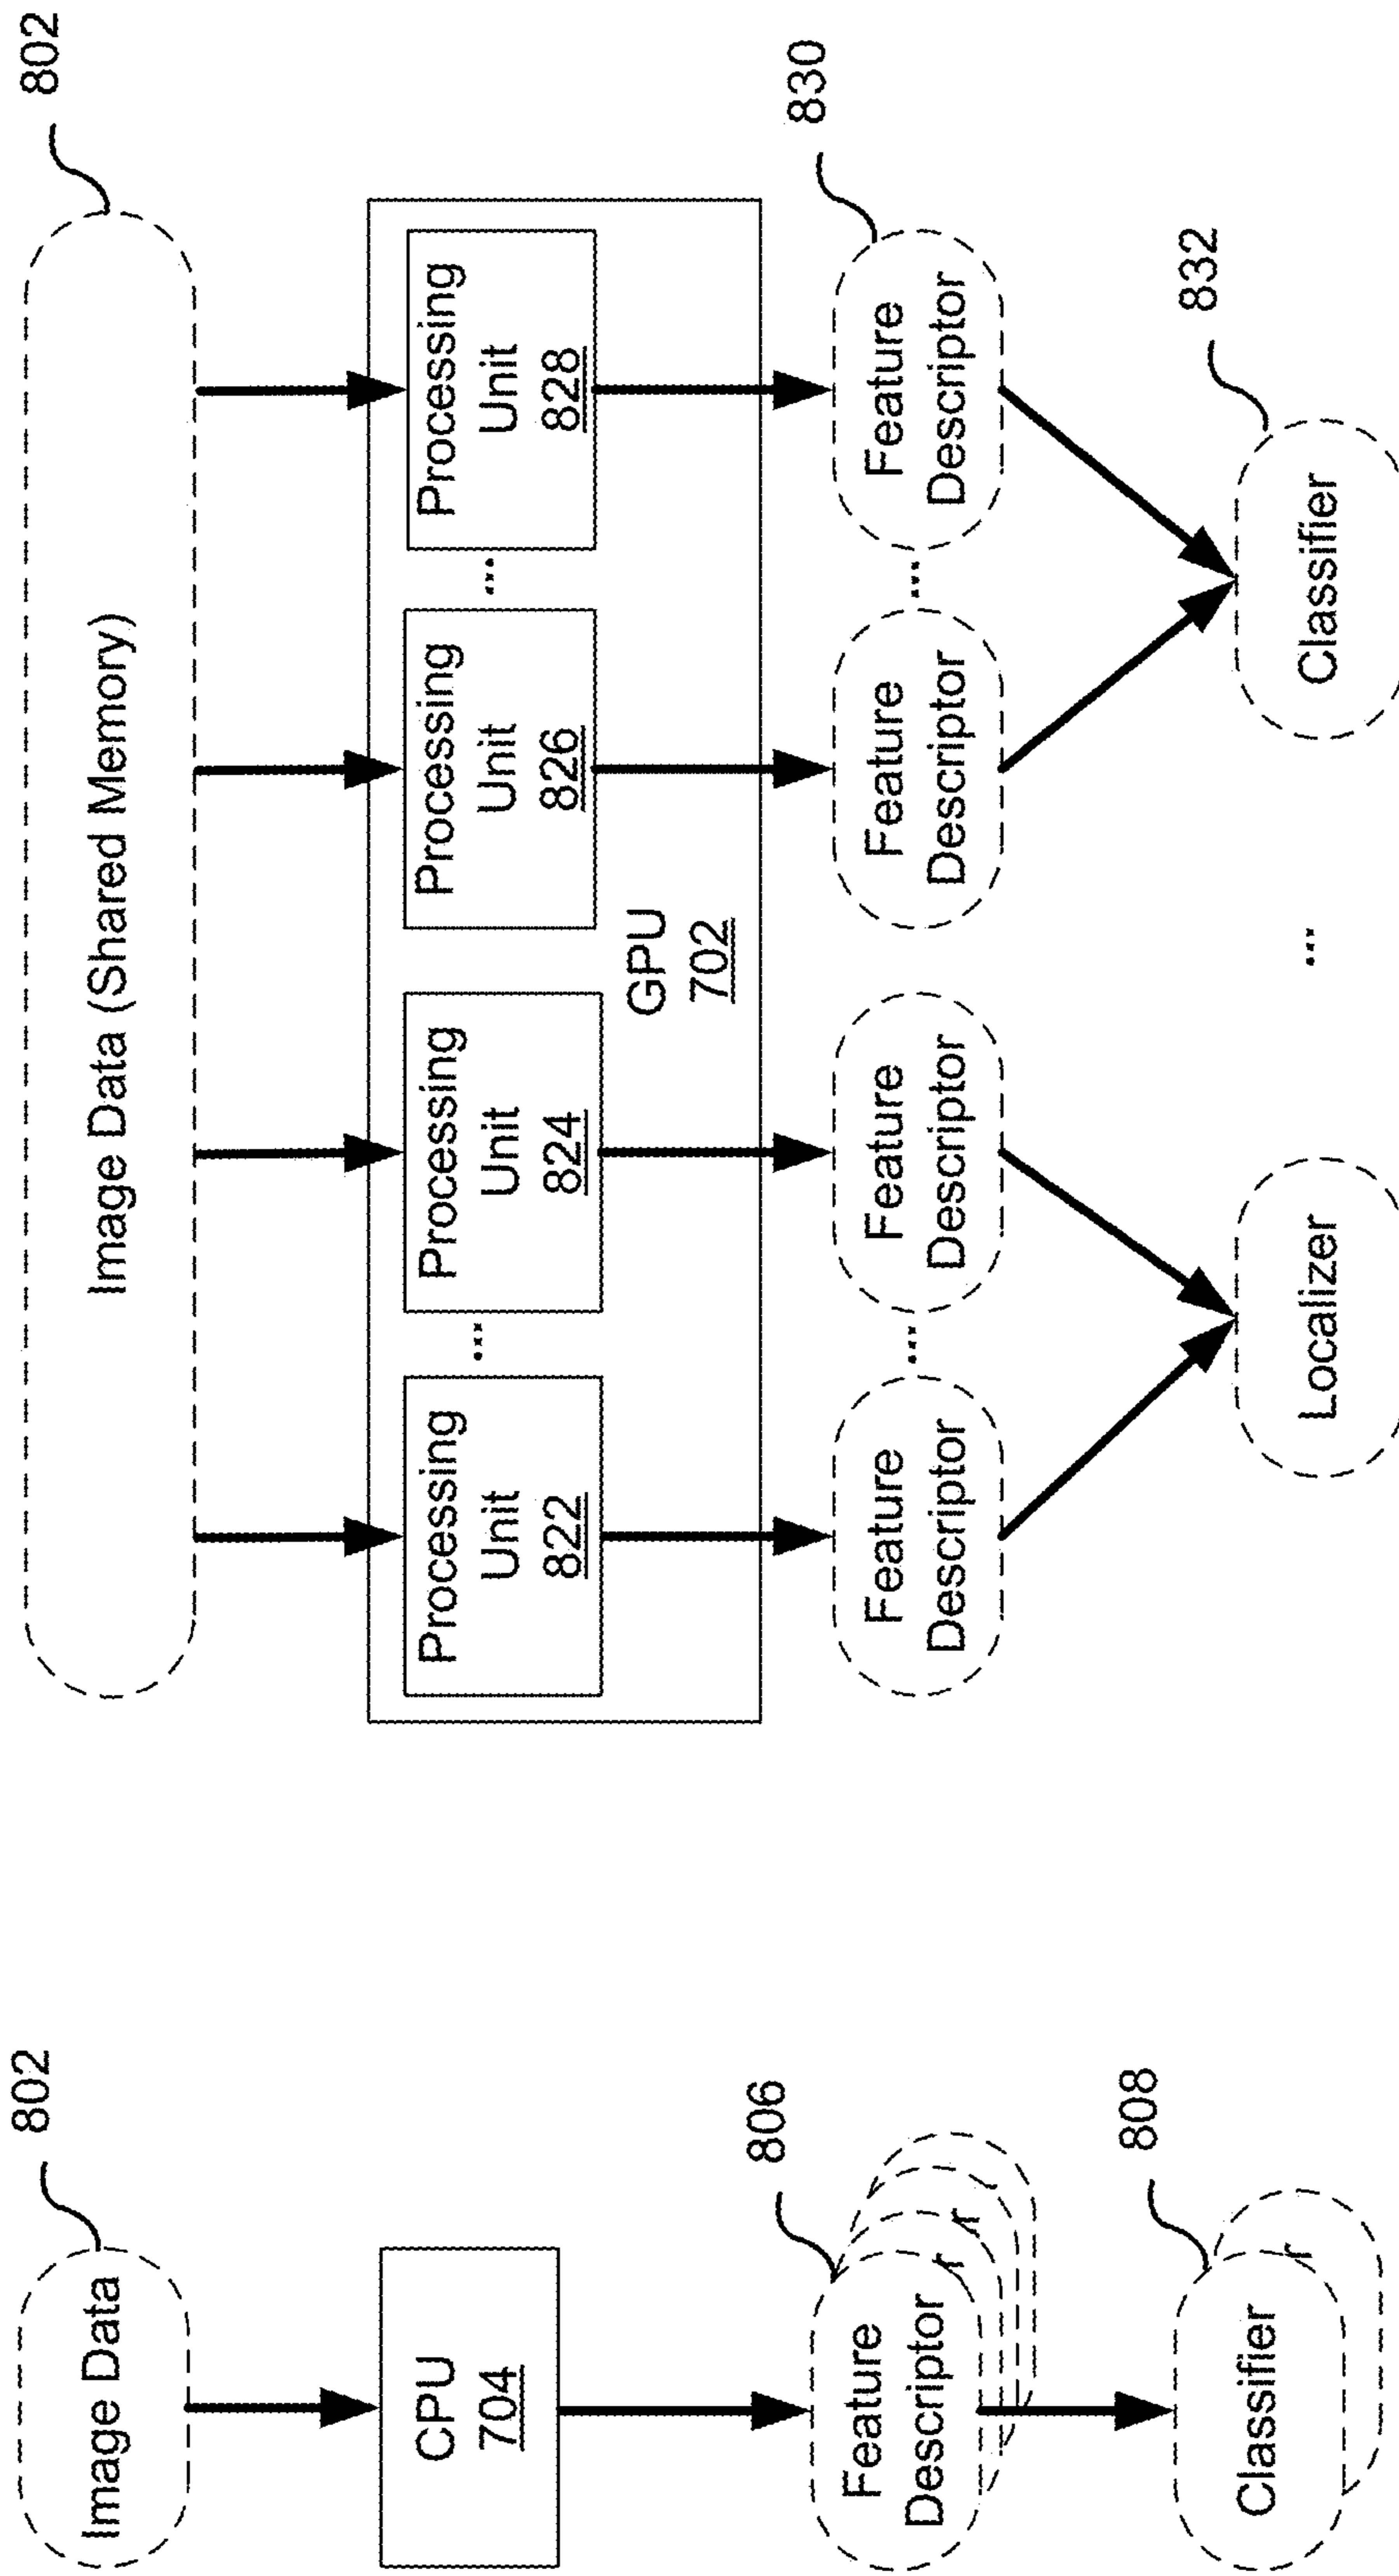 802
Image Data
CPU
704
806
Feature
Descriptor
r
r
808
Classifier
r
802
Image Data (Shared Memory)
Processing
Unit
822
...
Processing
Unit
824
Processing
Unit
826
...
Processing
Unit
828
GPU
702
830
Feature
Descriptor
...
Feature
Descriptor
Feature
Descriptor
...
Feature
Descriptor
832
Localizer
...
Classifier